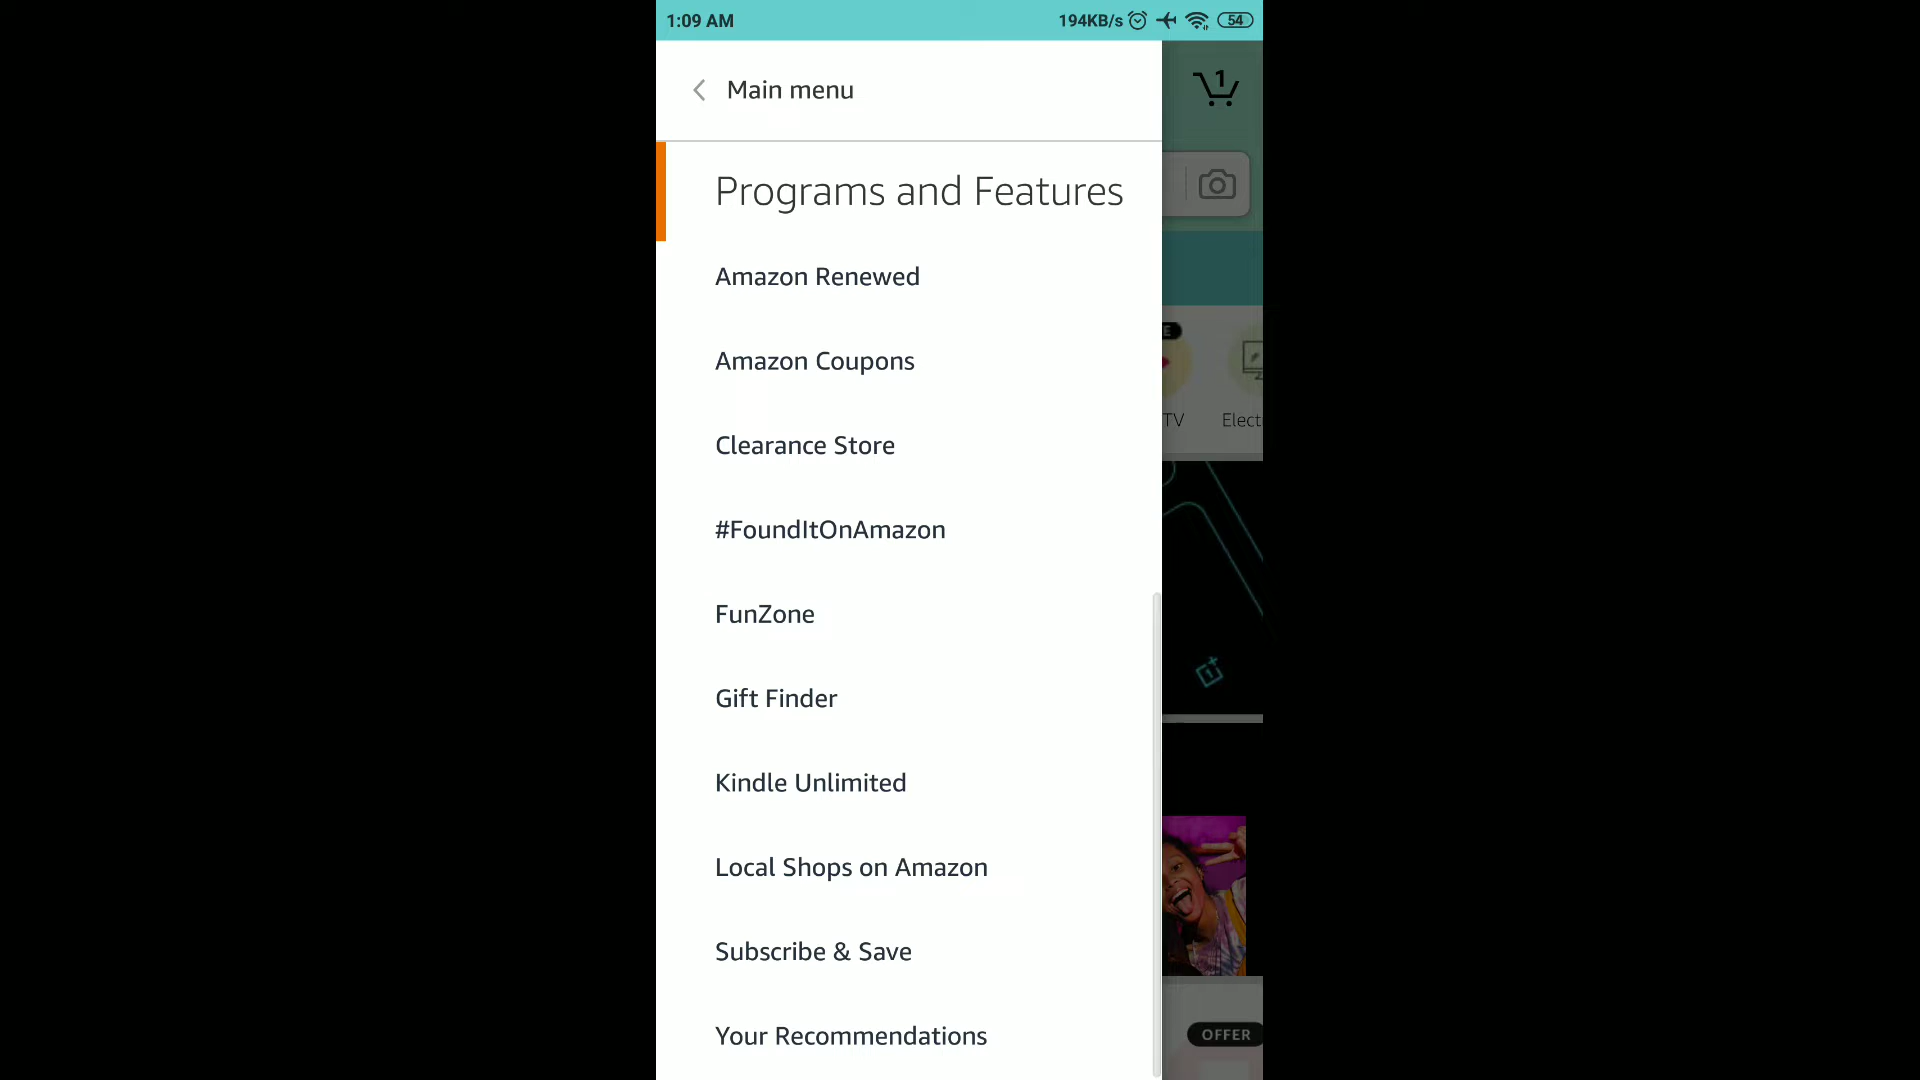 1:09 AM 194KB/s 54
Main menu
1
Programs and Features
Amazon Renewed
Amazon Coupons
TV Elect
Clearance Store
#FoundItOnAmazon
FunZone
Gift Finder
Kindle Unlimited
Local Shops on Amazon
Subscribe & Save
Your Recommendations
OFFER